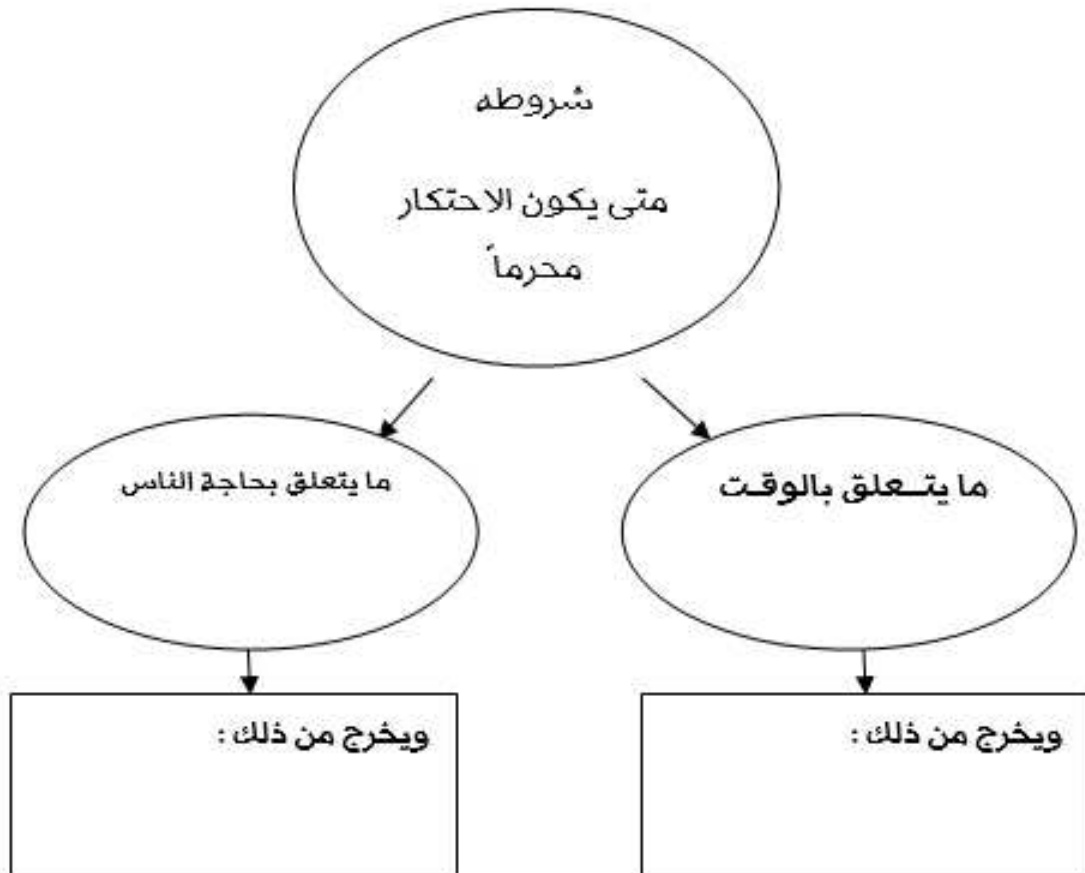 شروطه
متى يكون الاحتكار
محرماً
ما يتعلق بالوقت
ما يتعلق بحاجة الناس
ويخرج من ذلك :
ويخرج من ذلك :